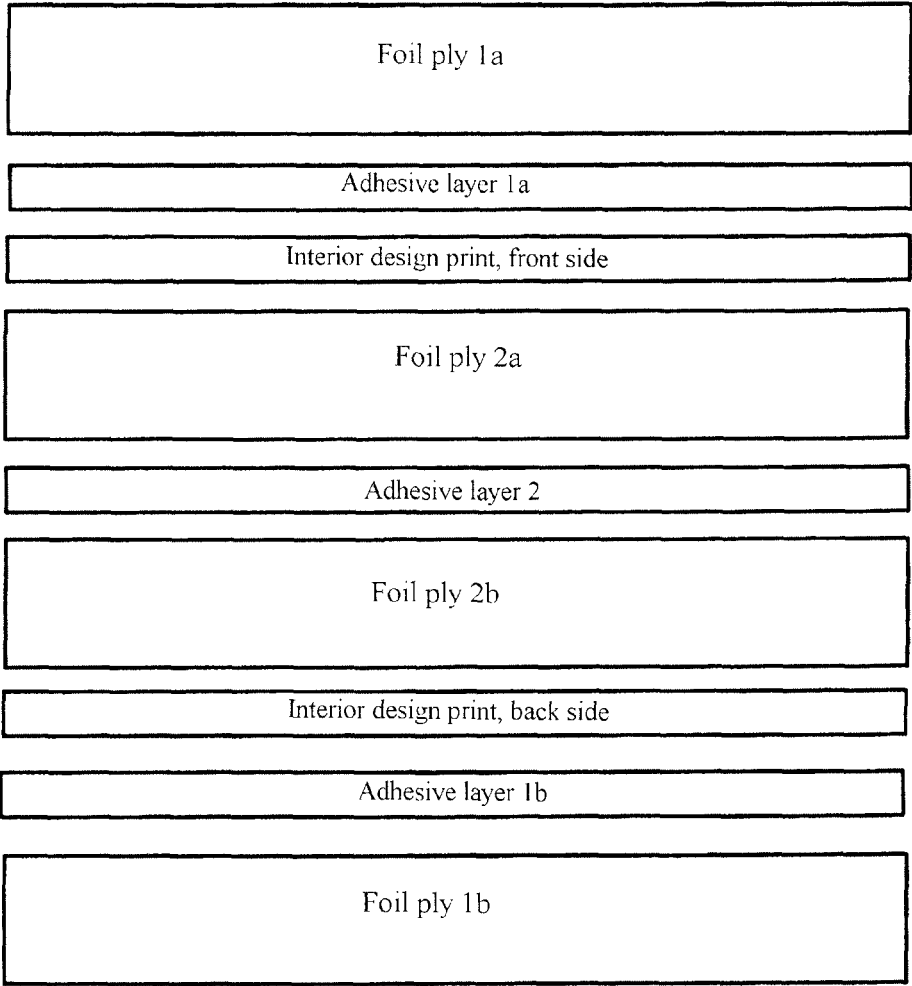 Foil ply 1a
Adhesive layer 1a
Interior design print, front side
Foil ply 2a
Adhesive layer 2
Foil ply 2b
Interior design print, back side
Adhesive layer 1b
Foil ply 1b